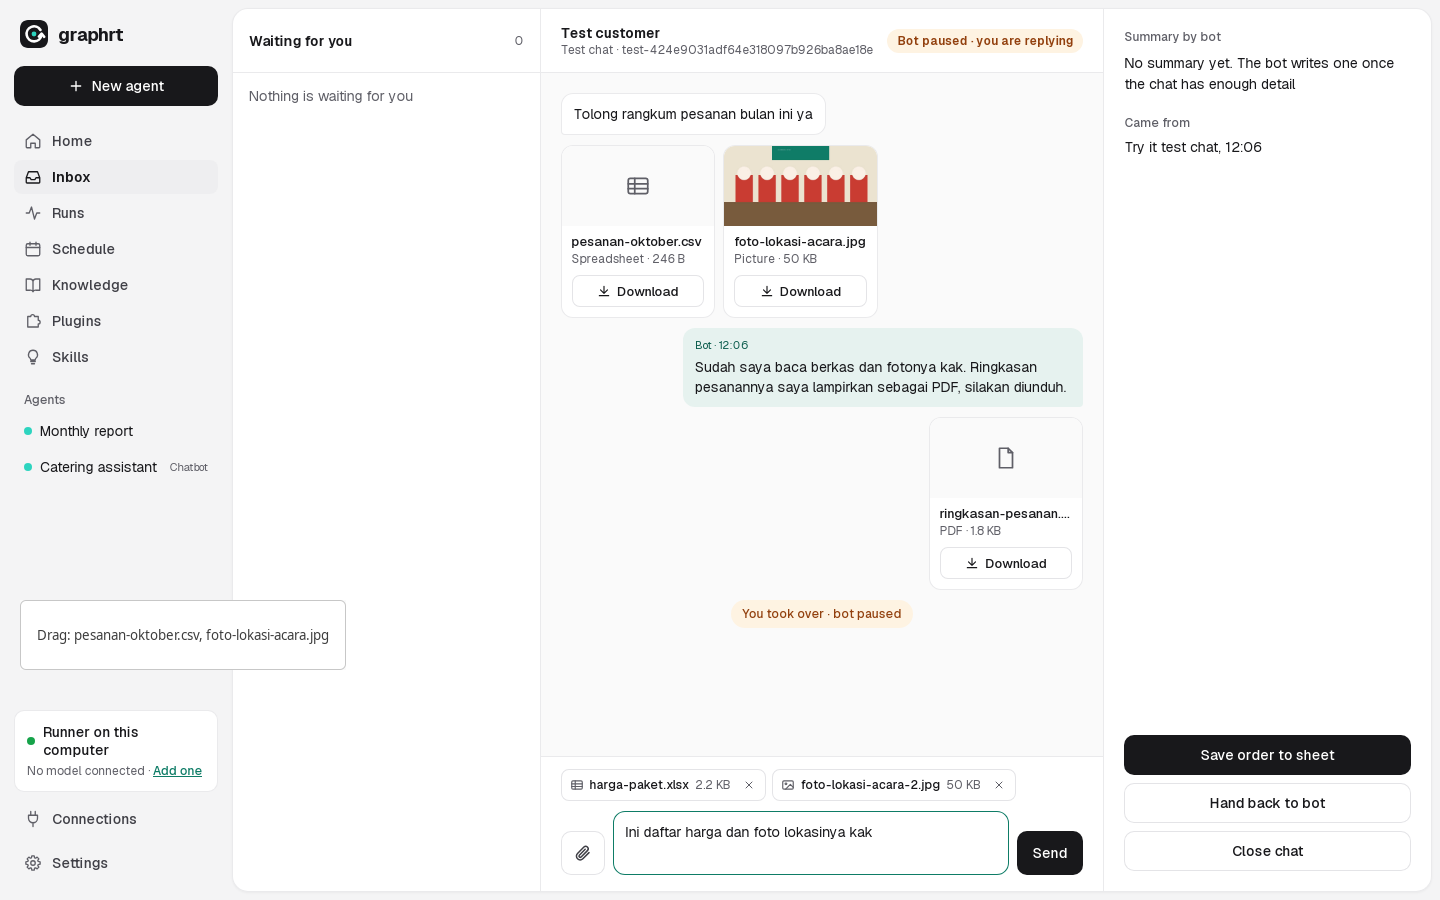 graphrt
New agent
Home
Inbox
Runs
Schedule
Knowledge
Plugins
Skills
Agents
Monthly report
Catering assistant Chatbot
Drag: pesanan-oktober.csv, foto-lokasi-acara.jpg
Runner on this
computer
No model connected · Add one
Connections
Settings
Waiting for you 0
Nothing is waiting for you
Test customer
Test chat · test-424e9031adf64e318097b926ba8ae18e
Bot paused · you are replying
Tolong rangkum pesanan bulan ini ya
pesanan-oktober.csv
Spreadsheet · 246 B
Download
foto-lokasi-acara.jpg
Picture · 50 KB
Download
Bot · 12:06
Sudah saya baca berkas dan fotonya kak. Ringkasan
pesanannya saya lampirkan sebagai PDF, silakan diunduh.
ringkasan-pesanan....
PDF · 1.8 KB
Download
You took over · bot paused
harga-paket.xlsx 2.2 KB
foto-lokasi-acara-2.jpg 50 KB
Ini daftar harga dan foto lokasinya kak
Send
Summary by bot
No summary yet. The bot writes one once
the chat has enough detail
Came from
Try it test chat, 12:06
Save order to sheet
Hand back to bot
Close chat